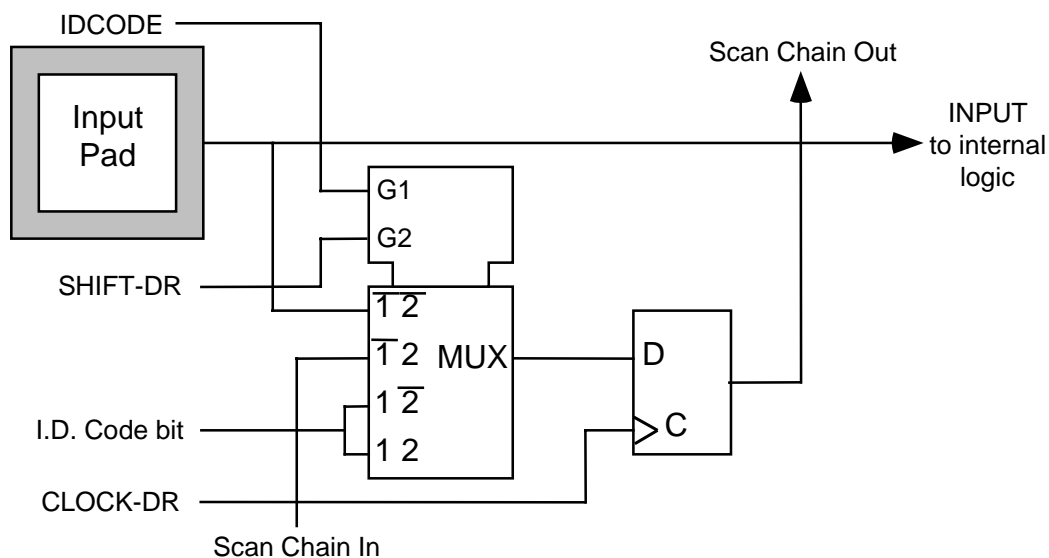 IDCODE
Scan Chain Out
Input
Pad
INPUT
to internal
logic
G1
G2
SHIFT-DR
1̅ 2̅
1̅ 2
MUX
D
1 2̅
I.D. Code bit
C
1 2
CLOCK-DR
Scan Chain In